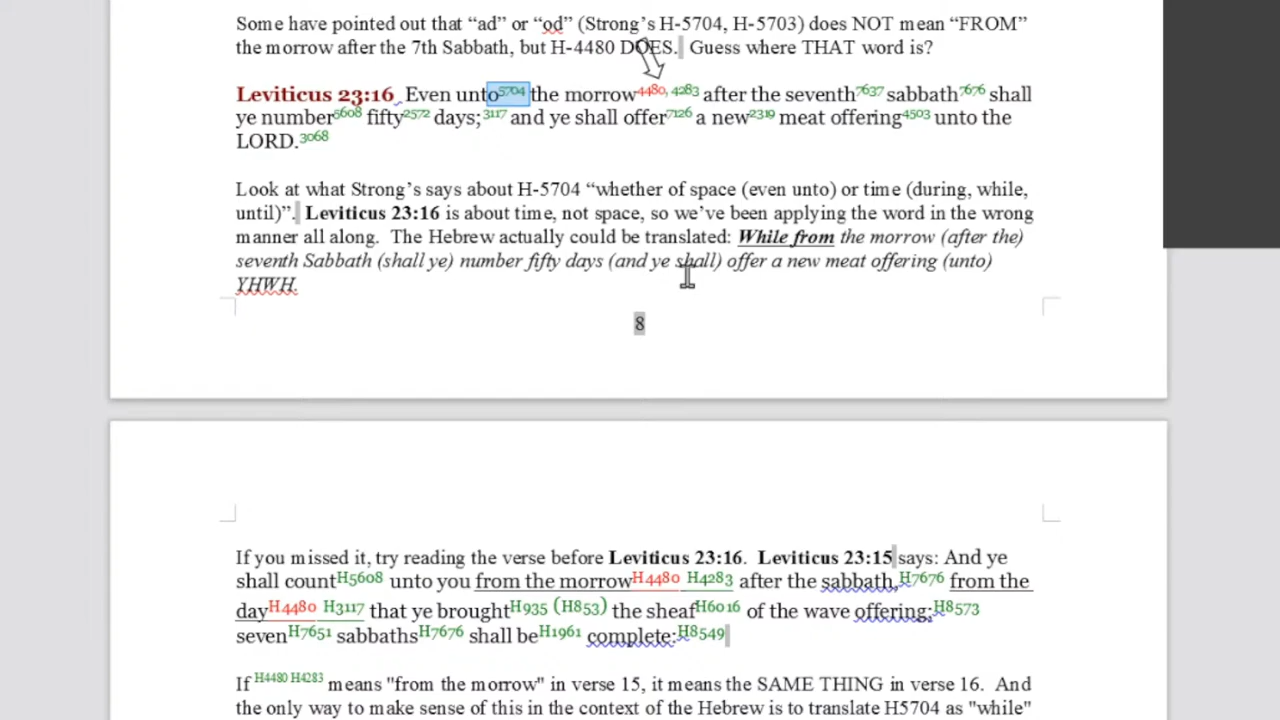 Some have pointed out that “ad” or “od” (Strong’s H-5704, H-5703) does NOT mean “FROM”
the morrow after the 7th Sabbath, but H-4480 DOES. Guess where THAT word is?
Leviticus 23:16 Even unto5704 the morrow4480, 4283 after the seventh7637 sabbath7676 shall
ye number5608 fifty2572 days;3117 and ye shall offer7126 a new2319 meat offering4503 unto the
LORD.3068
Look at what Strong’s says about H-5704 “whether of space (even unto) or time (during, while,
until)”. Leviticus 23:16 is about time, not space, so we’ve been applying the word in the wrong
manner all along. The Hebrew actually could be translated: While from the morrow (after the)
seventh Sabbath (shall ye) number fifty days (and ye shall) offer a new meat offering (unto)
YHWH.
8
If you missed it, try reading the verse before Leviticus 23:16. Leviticus 23:15 says: And ye
shall countH5608 unto you from the morrowH4480 H4283 after the sabbath,H7676 from the
dayH4480 H3117 that ye broughtH935 (H853) the sheafH6016 of the wave offering;H8573
sevenH7651 sabbathsH7676 shall beH1961 complete:H8549
If H4480 H4283 means "from the morrow" in verse 15, it means the SAME THING in verse 16. And
the only way to make sense of this in the context of the Hebrew is to translate H5704 as "while"